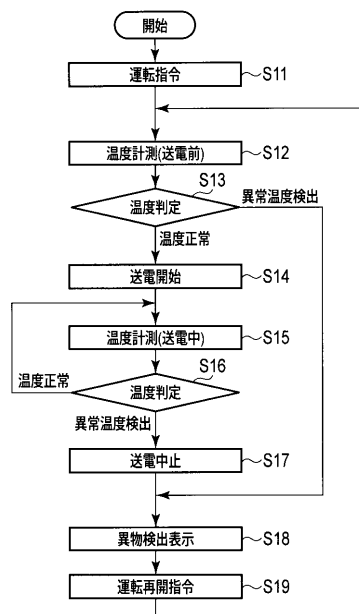 開始
運転指令 S11
温度計測(送電前) S12
S13
温度判定 異常温度検出
温度正常
送電開始 S14
温度計測(送電中) S15
S16
温度判定
温度正常
異常温度検出
送電中止 S17
異物検出表示 S18
運転再開指令 S19